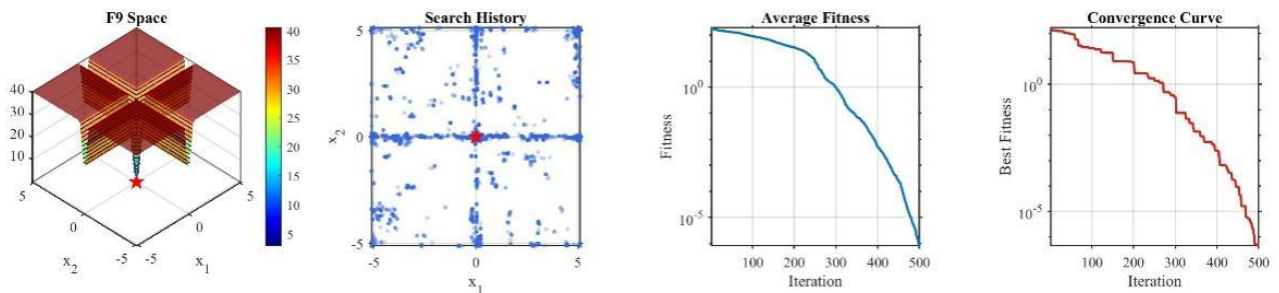 F9 Space
40
30
20
10
5
0
-5
-5
0
5
x2
x1
40
35
30
25
20
15
10
5
Search History
5
0
-5
-5
0
5
x2
x1
Average Fitness
Fitness
10^0
10^-5
100 200 300 400 500
Iteration
Convergence Curve
Best Fitness
10^0
10^-5
100 200 300 400 500
Iteration